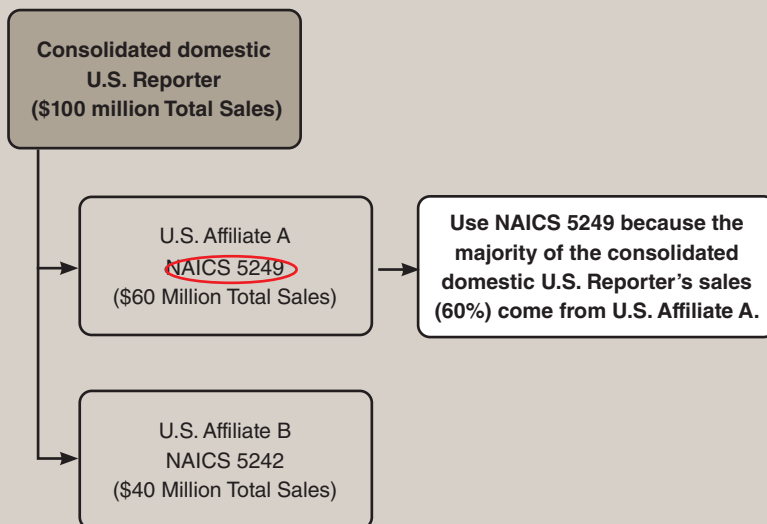 Consolidated domestic
U.S. Reporter
($100 million Total Sales)
U.S. Affiliate A
NAICS 5249
($60 Million Total Sales)
Use NAICS 5249 because the
majority of the consolidated
domestic U.S. Reporter's sales
(60%) come from U.S. Affiliate A.
U.S. Affiliate B
NAICS 5242
($40 Million Total Sales)